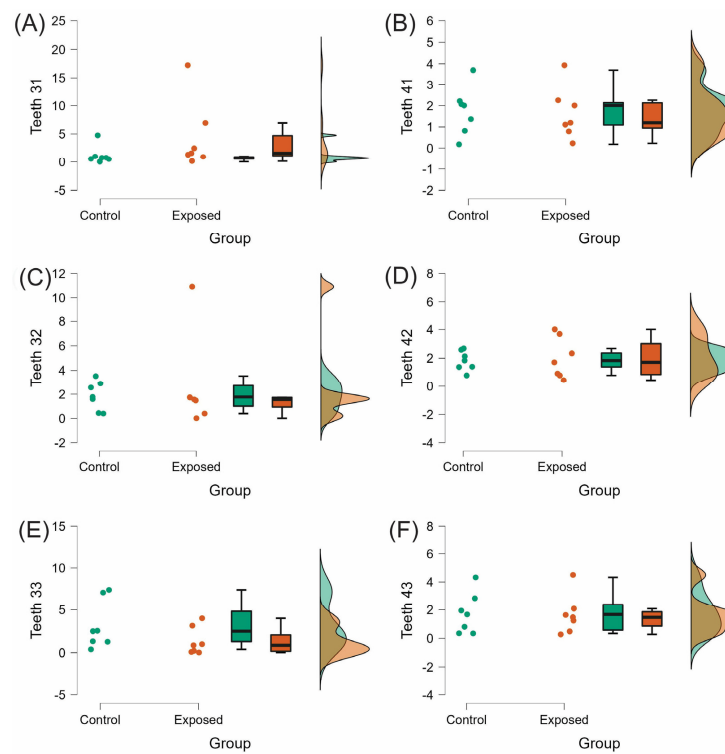 (A)
25
20
15
10
5
0
-5
Teeth 31
Control
Exposed
Group
(B)
6
5
4
3
2
1
0
-1
-2
Teeth 41
Control
Exposed
Group
(C)
12
10
8
6
4
2
0
-2
Teeth 32
Control
Exposed
Group
(D)
8
6
4
2
0
-2
-4
Teeth 42
Control
Exposed
Group
(E)
15
10
5
0
-5
Teeth 33
Control
Exposed
Group
(F)
8
6
4
2
0
-2
-4
Teeth 43
Control
Exposed
Group